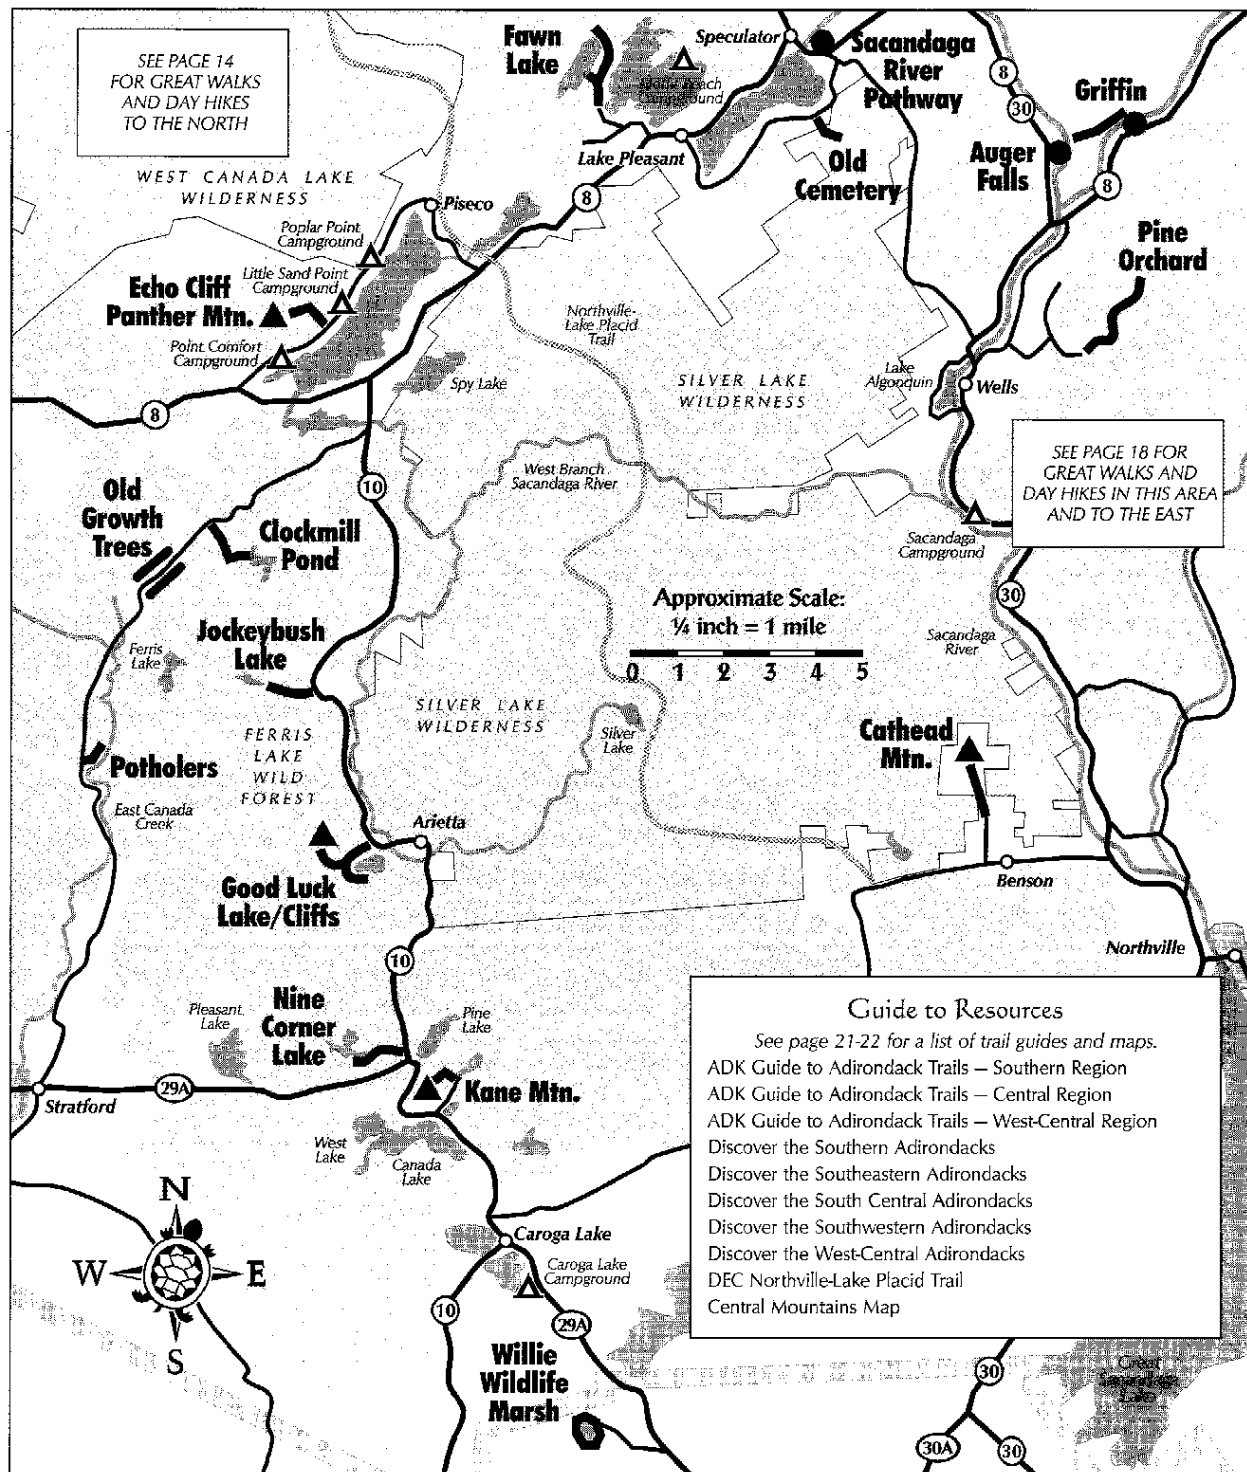 SEE PAGE 14
FOR GREAT WALKS
AND DAY HIKES
TO THE NORTH
WEST CANADA LAKE
WILDERNESS
Fawn
Lake
Speculator
Campground
Sacandaga
River
Pathway
8
30
Griffin
Auger
Falls
8
Lake Pleasant
Old
Cemetery
8
Piseco
Poplar Point
Campground
Little Sand Point
Campground
Echo Cliff
Panther Mtn.
Point Comfort
Campground
Pine
Orchard
Northville-
Lake Placid
Trail
Spy Lake
SILVER LAKE
WILDERNESS
Lake
Algonquin
Wells
8
SEE PAGE 18 FOR
GREAT WALKS AND
DAY HIKES IN THIS AREA
AND TO THE EAST
West Branch
Sacandaga River
10
Old
Growth
Trees
Clockmill
Pond
Sacandaga
Campground
30
Approximate Scale:
¼ inch = 1 mile
0 1 2 3 4 5
Jockeybush
Lake
Ferris
Lake
Sacandaga
River
SILVER LAKE
WILDERNESS
Silver
Lake
FERRIS
LAKE
WILD
FOREST
Cathead
Mtn.
Potholers
East Canada
Creek
Arietta
Good Luck
Lake/Cliffs
Benson
Northville
10
Nine
Corner
Lake
Pleasant
Lake
Pine
Lake
29A
Stratford
Kane Mtn.
West
Lake
Canada
Lake
Guide to Resources
See page 21-22 for a list of trail guides and maps.
ADK Guide to Adirondack Trails – Southern Region
ADK Guide to Adirondack Trails – Central Region
ADK Guide to Adirondack Trails – West-Central Region
Discover the Southern Adirondacks
Discover the Southeastern Adirondacks
Discover the South Central Adirondacks
Discover the Southwestern Adirondacks
Discover the West-Central Adirondacks
DEC Northville-Lake Placid Trail
Central Mountains Map
N
W E
S
Caroga Lake
Caroga Lake
Campground
10
29A
Willie
Wildlife
Marsh
30
Great
Sacandaga
Lake
30A
30